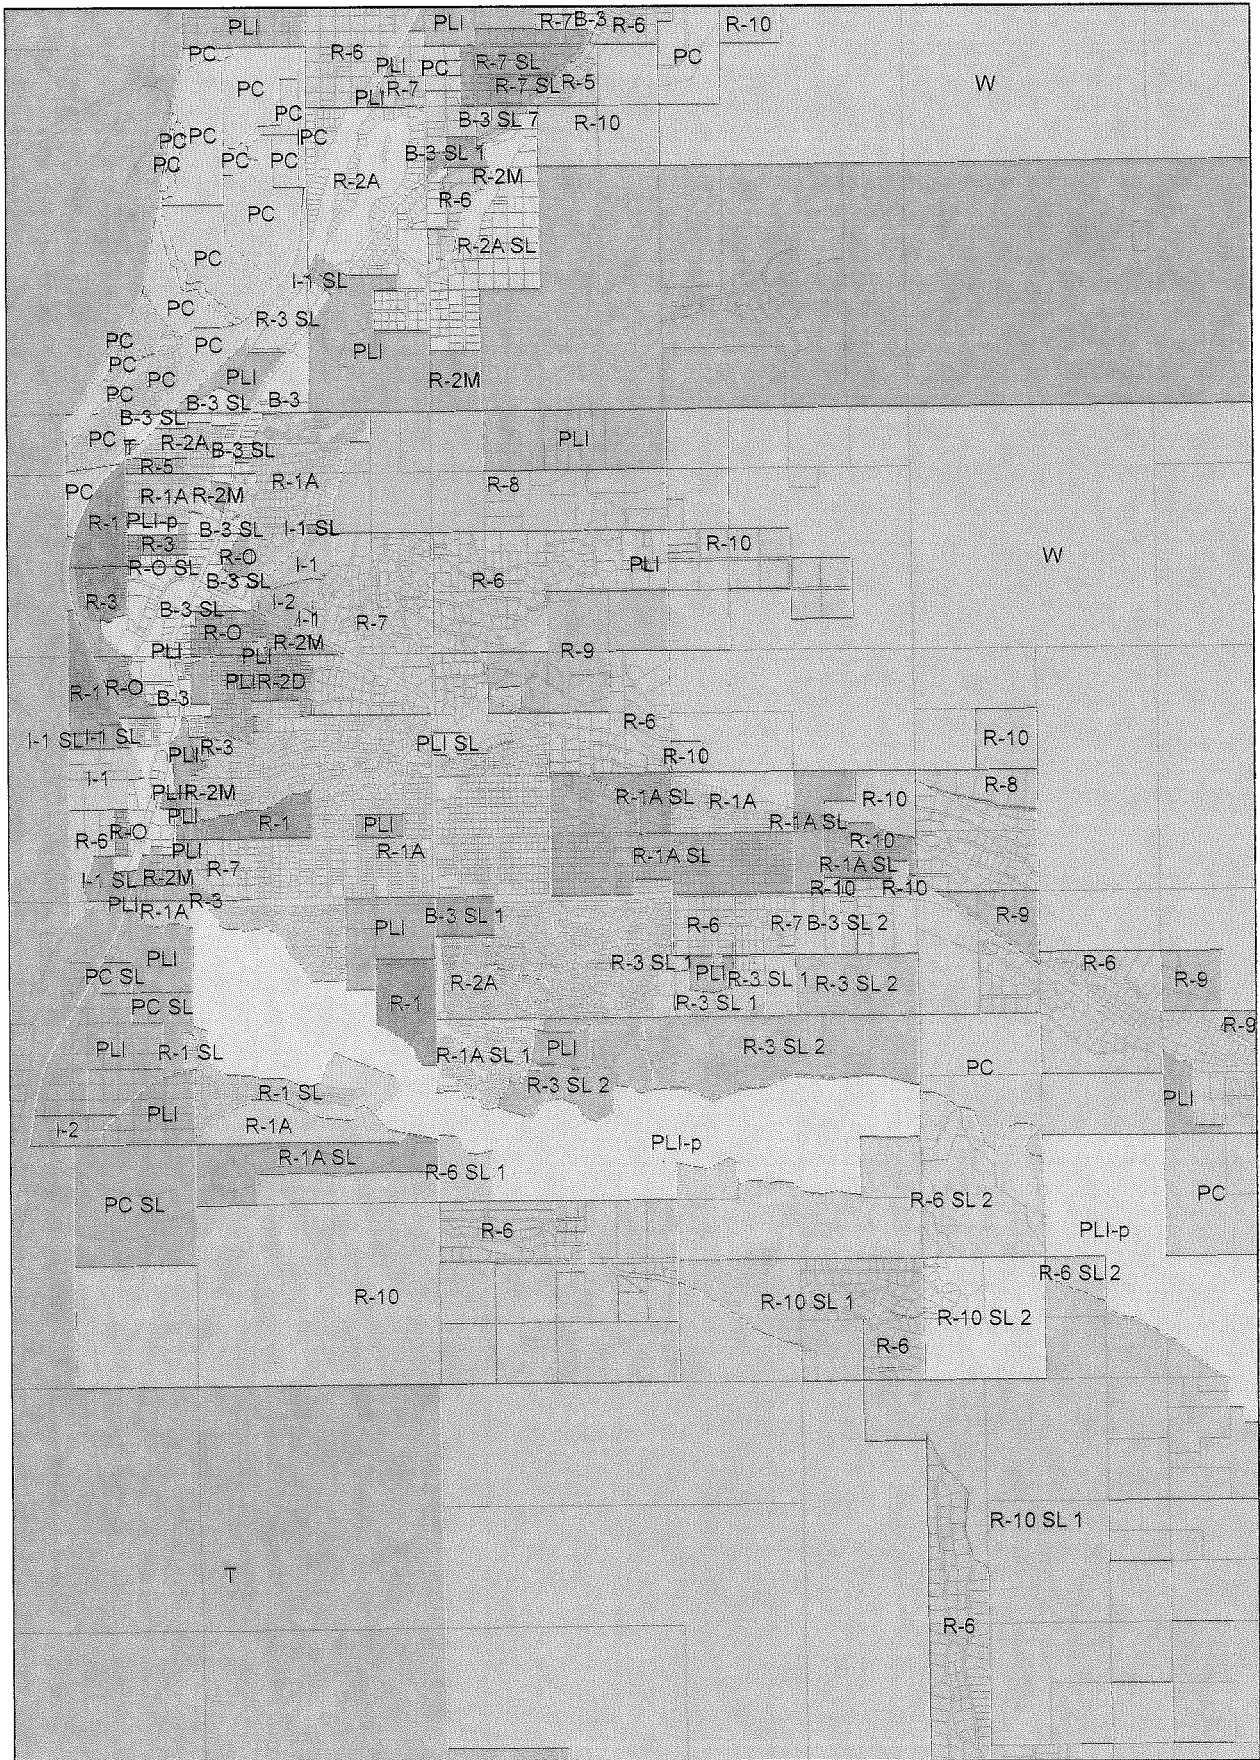 PLI
PLI
R-7
B-3
R-6
R-10
PC
R-6
PLI
PC
R-7 SL
PC
W
PC
PLI
R-7
R-7 SL
R-5
PC
B-3 SL 7
R-10
PC
PC
PC
PC
PC
PC
B-3 SL 1
R-2A
R-2M
R-6
PC
R-2A SL
PC
I-1 SL
PC
R-3 SL
PC
PC
PLI
PC
PC
PLI
R-2M
PC
B-3 SL
B-3
B-3 SL
PC
T
R-2A
B-3 SL
PLI
R-5
R-1A
R-8
PC
R-1A
R-2M
R-1
PLI-p
B-3 SL
I-1 SL
R-3
R-O
R-10
W
R-O SL
B-3 SL
I-1
R-6
PLI
R-3
B-3 SL
I-2
I-1
R-7
R-O
R-2M
PLI
PLI
R-9
R-1
R-O
B-3
PLI
R-2D
R-6
I-1 SL
I-1 SL
PLI
R-3
PLI SL
R-10
R-10
I-1
PLI
R-2M
R-1A SL
R-1A
R-10
R-8
PLI
R-1
PLI
R-1A SL
R-6
R-O
R-10
PLI
R-1A
R-1A SL
R-1A SL
I-1 SL
R-2M
R-7
R-10
R-10
PLI
R-1A
R-3
PLI
B-3 SL 1
R-6
R-7
B-3 SL 2
R-9
PLI
R-3 SL 1
R-6
PC SL
R-2A
PLI
R-3 SL 1
R-3 SL 2
R-9
PC SL
R-1
R-3 SL 1
R-9
PLI
R-1 SL
R-1A SL 1
PLI
R-3 SL 2
PC
R-1 SL
R-3 SL 2
PLI
PLI
I-2
R-1A
PLI-p
R-1A SL
R-6 SL 1
PC SL
R-6 SL 2
PC
R-6
PLI-p
R-6 SL 2
R-10
R-10 SL 1
R-10 SL 2
R-6
R-10 SL 1
T
R-6